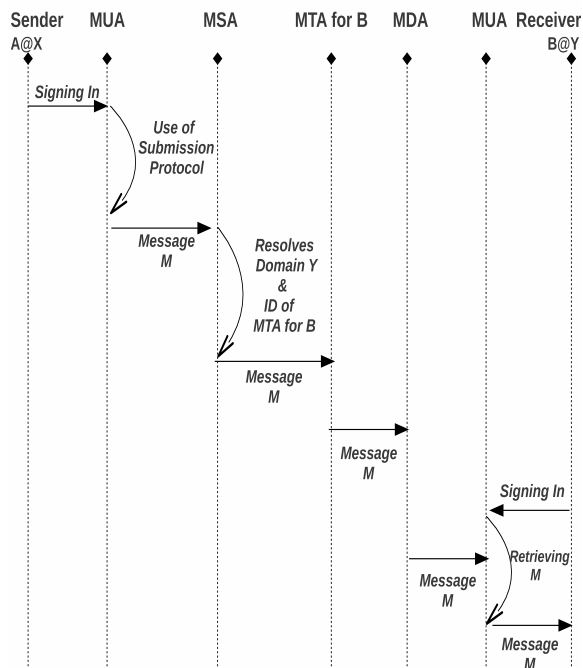 Sender MUA MSA MTA for B MDA MUA Receiver
A@X B@Y
Signing In
Use of
Submission
Protocol
Message
M
Resolves
Domain Y
&
ID of
MTA for B
Message
M
Message
M
Signing In
Retrieving
M
Message
M
Message
M